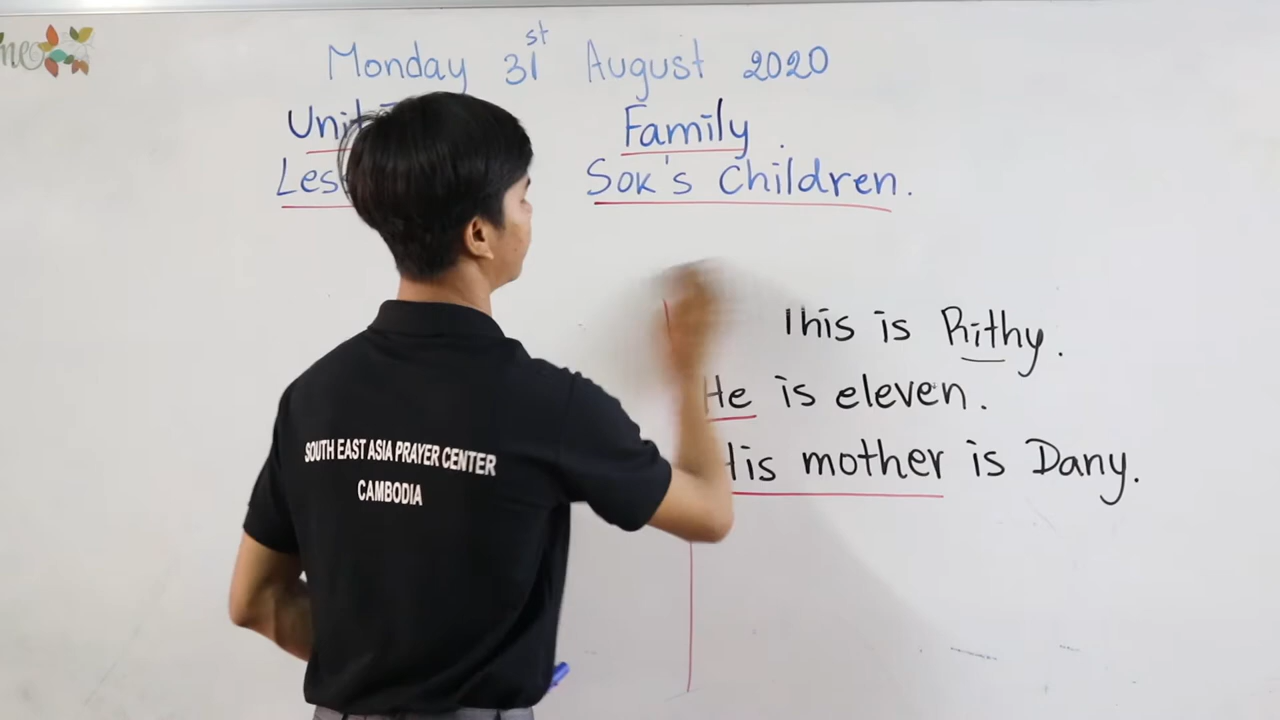 Monday 31st August 2020
Unit Family
Sok's Children.
This is Rithy.
He is eleven.
His mother is Dany.
SOUTH EAST ASIA PRAYER CENTER
CAMBODIA